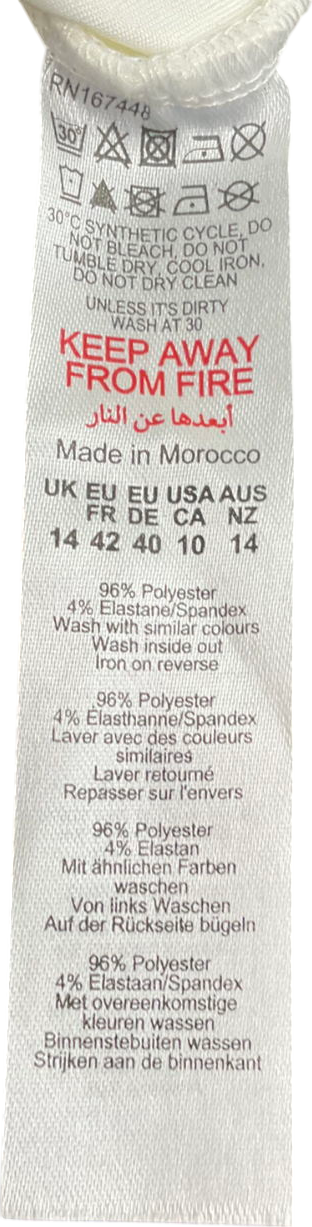 RN167448
30°
30°C SYNTHETIC CYCLE, DO
NOT BLEACH, DO NOT
TUMBLE DRY, COOL IRON,
DO NOT DRY CLEAN
UNLESS IT'S DIRTY
WASH AT 30
KEEP AWAY
FROM FIRE
أبعدها عن النار
Made in Morocco
UK EU EU USA AUS
FR DE CA NZ
14 42 40 10 14
96% Polyester
4% Elastane/Spandex
Wash with similar colours
Wash inside out
Iron on reverse
96% Polyester
4% Élasthanne/Spandex
Laver avec des couleurs
similaires
Laver retourné
Repasser sur l'envers
96% Polyester
4% Elastan
Mit ähnlichen Farben
waschen
Von links Waschen
Auf der Rückseite bügeln
96% Polyester
4% Elastaan/Spandex
Met overeenkomstige
kleuren wassen
Binnenstebuiten wassen
Strijken aan de binnenkant